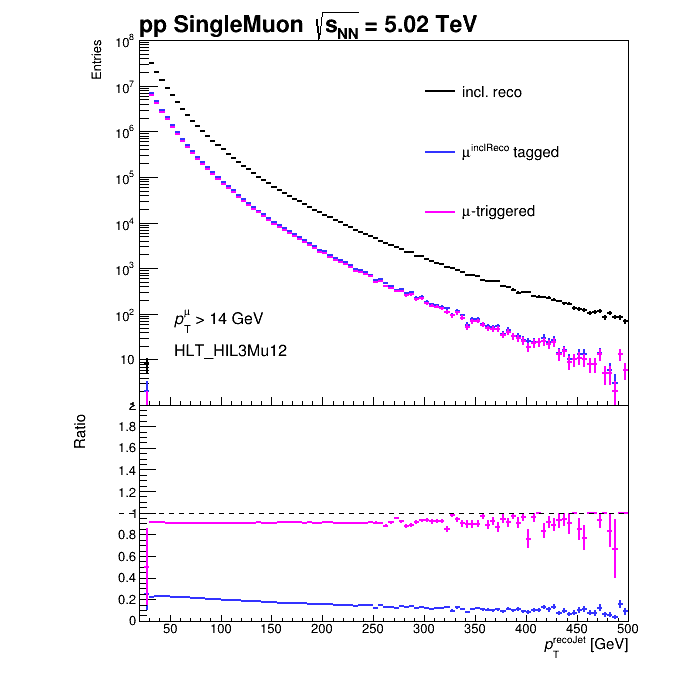 pp SingleMuon √s_NN = 5.02 TeV
Entries
10^8
10^7
10^6
10^5
10^4
10^3
10^2
10
incl. reco
μ^inclReco tagged
μ-triggered
p_T^μ > 14 GeV
HLT_HIL3Mu12
Ratio
2
1.8
1.6
1.4
1.2
1
0.8
0.6
0.4
0.2
0
50 100 150 200 250 300 350 400 450 500
p_T^recoJet [GeV]